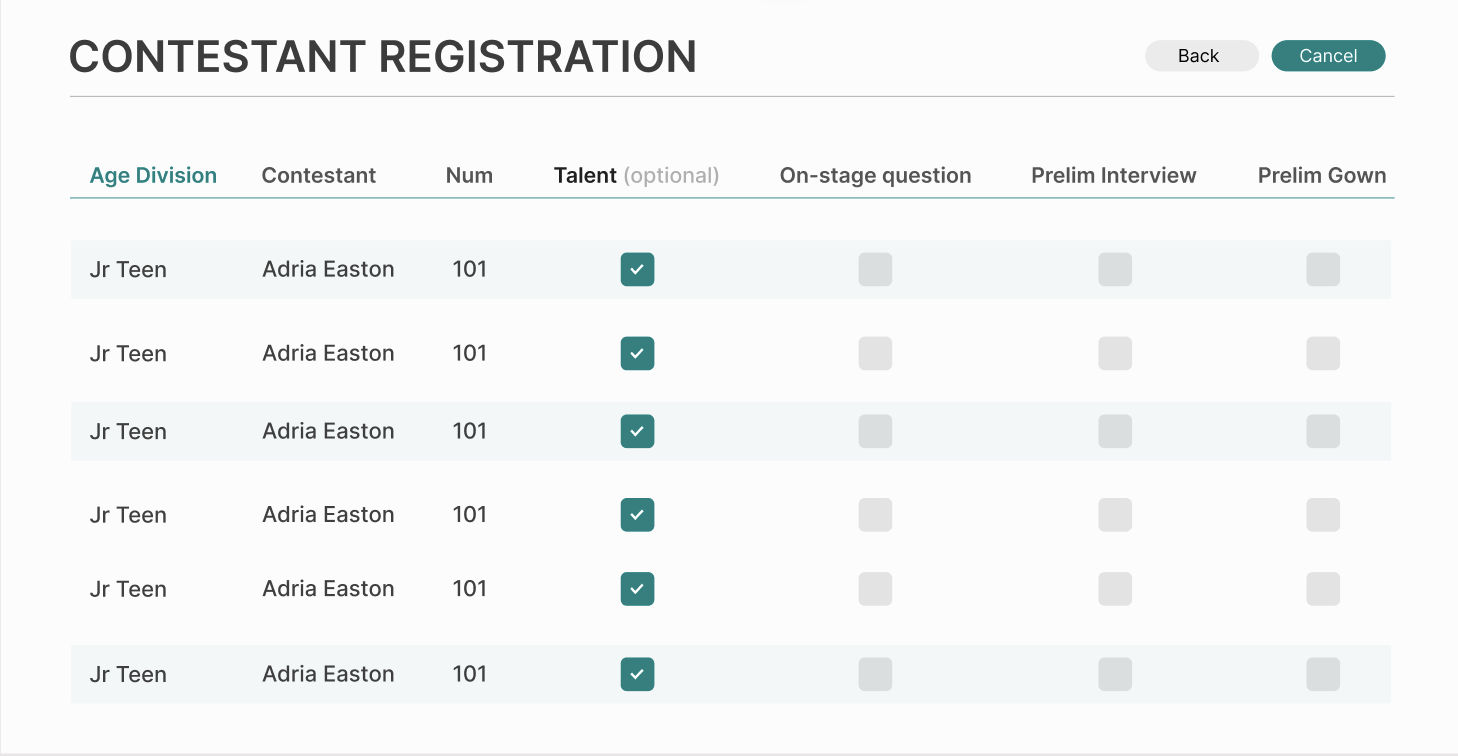 CONTESTANT REGISTRATION
Back Cancel
Age Division Contestant Num Talent (optional) On-stage question Prelim Interview Prelim Gown
Jr Teen Adria Easton 101
Jr Teen Adria Easton 101
Jr Teen Adria Easton 101
Jr Teen Adria Easton 101
Jr Teen Adria Easton 101
Jr Teen Adria Easton 101